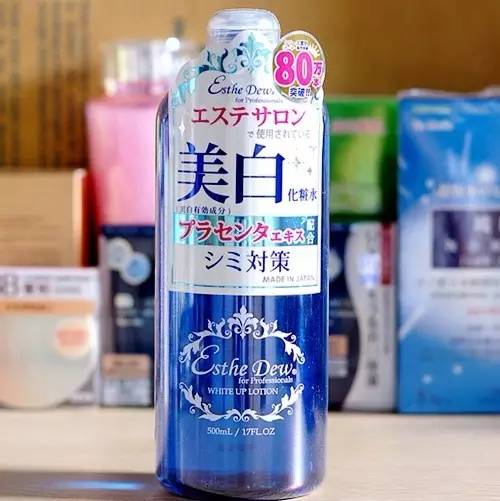 Esthe Dew
for Professionals
80万本
突破!!
エステサロン
で使用されている
美白
化粧水
(美白有効成分)
プラセンタエキス
配合
シミ対策
MADE IN JAPAN
Esthe Dew®
for Professionals
WHITE UP LOTION
500mL / 17FL.OZ